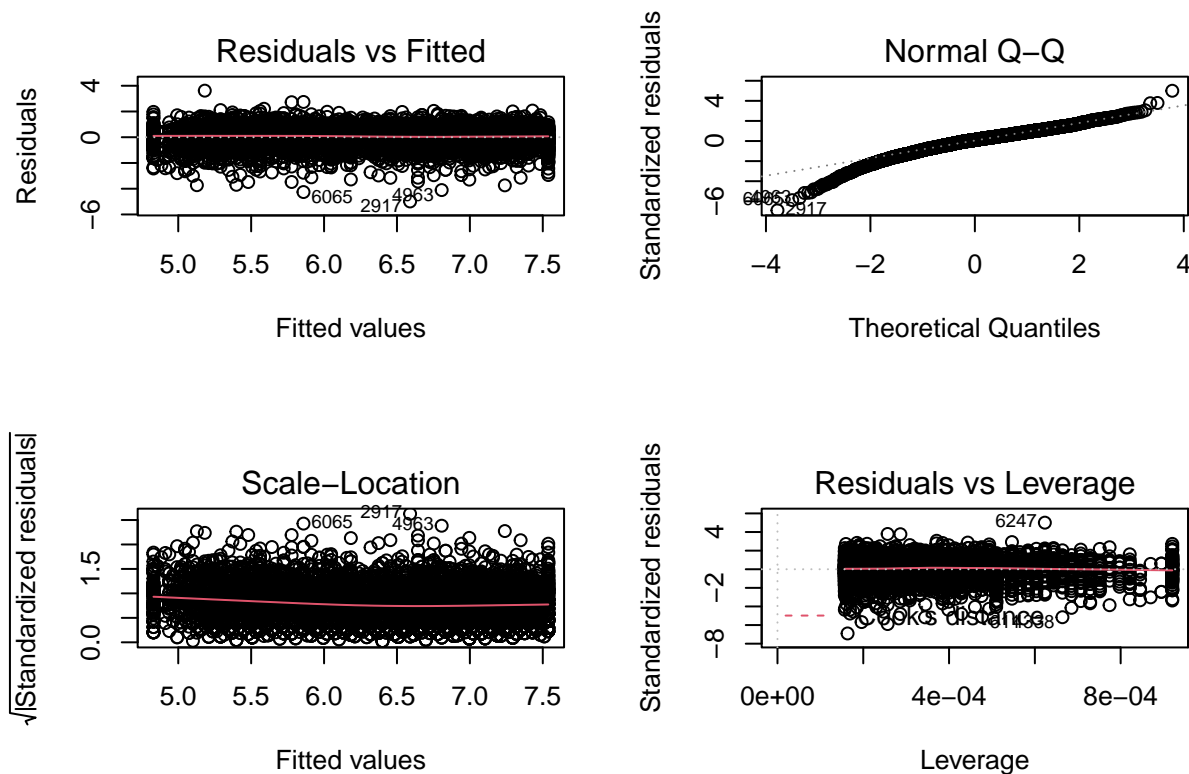 Residuals vs Fitted
Residuals
4
0
−6
6065
2917
4963
5.0 5.5 6.0 6.5 7.0 7.5
Fitted values
Normal Q−Q
Standardized residuals
4
0
−6
2917
−4 −2 0 2 4
Theoretical Quantiles
Scale−Location
√|Standardized residuals|
1.5
0.0
6065
2917
4963
5.0 5.5 6.0 6.5 7.0 7.5
Fitted values
Residuals vs Leverage
Standardized residuals
4
−2
−8
6247
Cook's distance
0e+00 4e−04 8e−04
Leverage